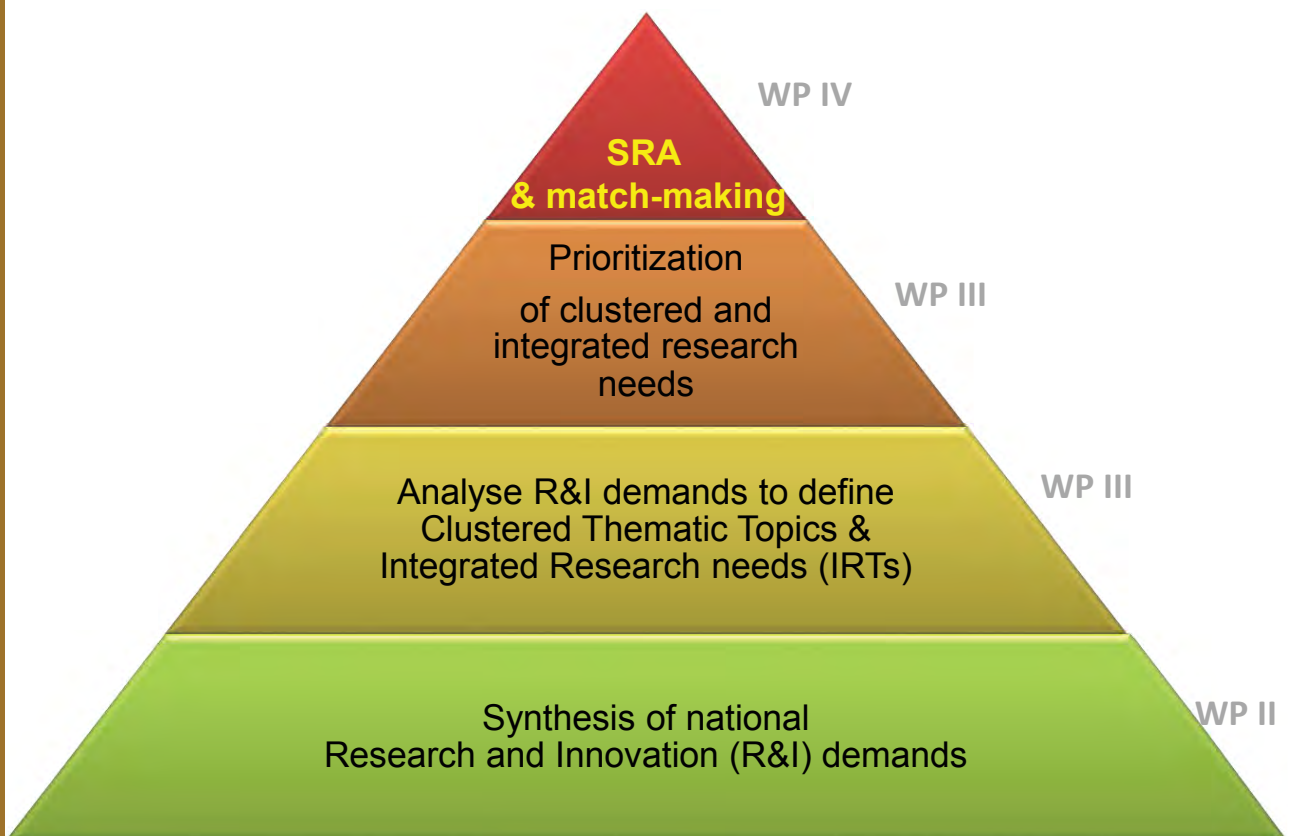 WP IV
SRA
& match-making
Prioritization
of clustered and
integrated research
needs
WP III
Analyse R&I demands to define
Clustered Thematic Topics &
Integrated Research needs (IRTs)
WP III
Synthesis of national
Research and Innovation (R&I) demands
WP II